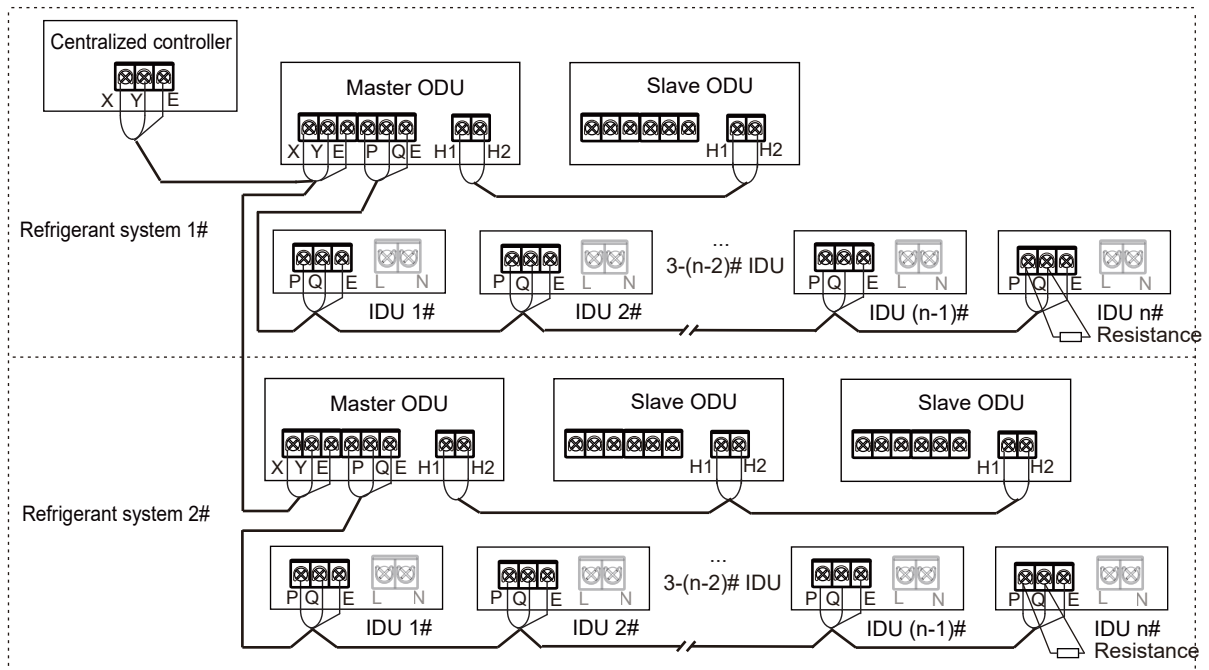 Centralized controller
X Y E
Master ODU
X Y E P Q E H1 H2
Slave ODU
H1 H2
Refrigerant system 1#
P Q E L N
IDU 1#
P Q E L N
IDU 2#
...
3-(n-2)# IDU
P Q E L N
IDU (n-1)#
P Q E L N
IDU n#
Resistance
Master ODU
X Y E P Q E H1 H2
Slave ODU
H1 H2
Slave ODU
H1 H2
Refrigerant system 2#
P Q E L N
IDU 1#
P Q E L N
IDU 2#
...
3-(n-2)# IDU
P Q E L N
IDU (n-1)#
P Q E L N
IDU n#
Resistance